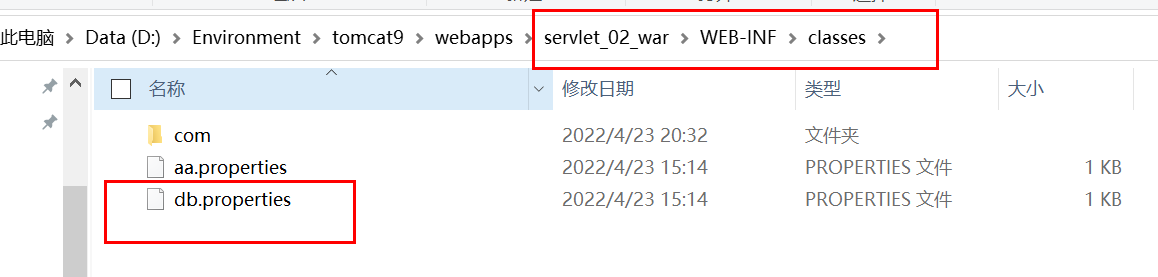 此电脑 > Data (D:) > Environment > tomcat9 > webapps > servlet_02_war > WEB-INF > classes >
名称 修改日期 类型 大小
com 2022/4/23 20:32 文件夹
aa.properties 2022/4/23 15:14 PROPERTIES 文件 1 KB
db.properties 2022/4/23 15:14 PROPERTIES 文件 1 KB